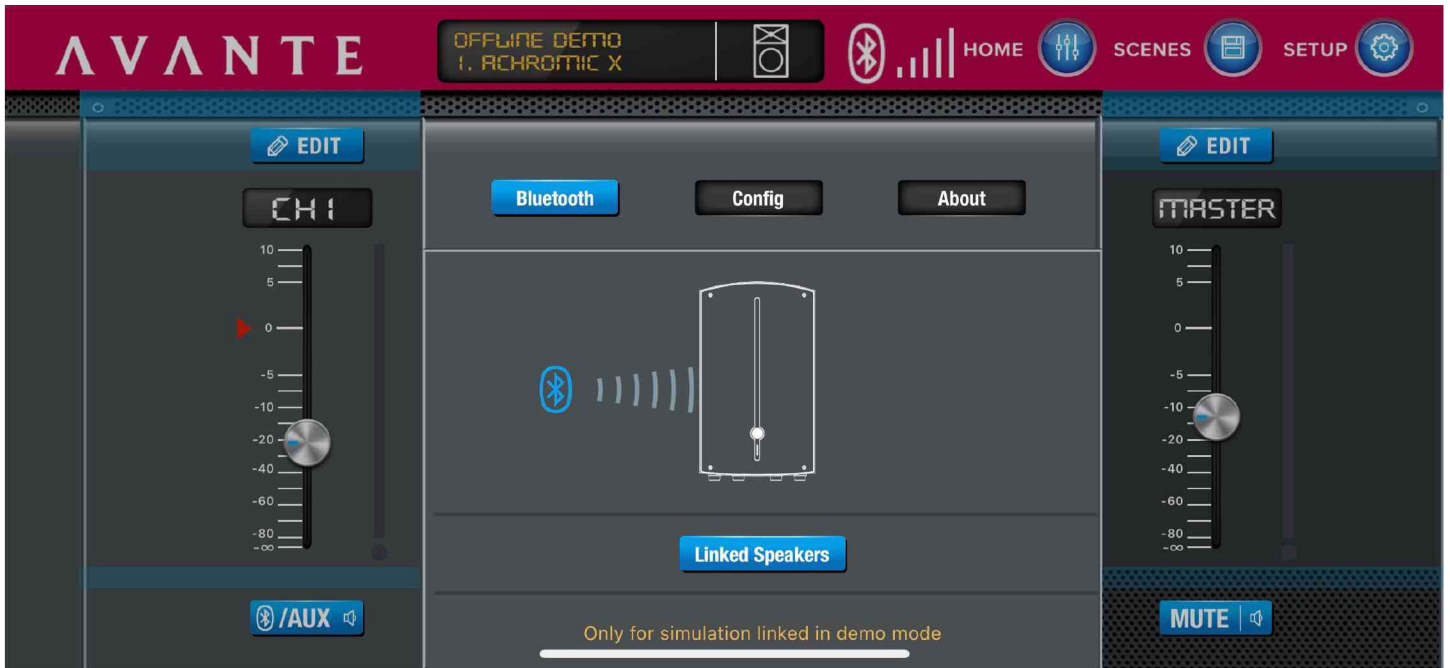 AVANTE
OFFLINE DEMO
1. ACHROMIC X
HOME
SCENES
SETUP
EDIT
CH1
10
5
0
-5
-10
-20
-40
-60
-80
-∞
/AUX
Bluetooth
Config
About
Linked Speakers
Only for simulation linked in demo mode
EDIT
MASTER
10
5
0
-5
-10
-20
-40
-60
-80
-∞
MUTE